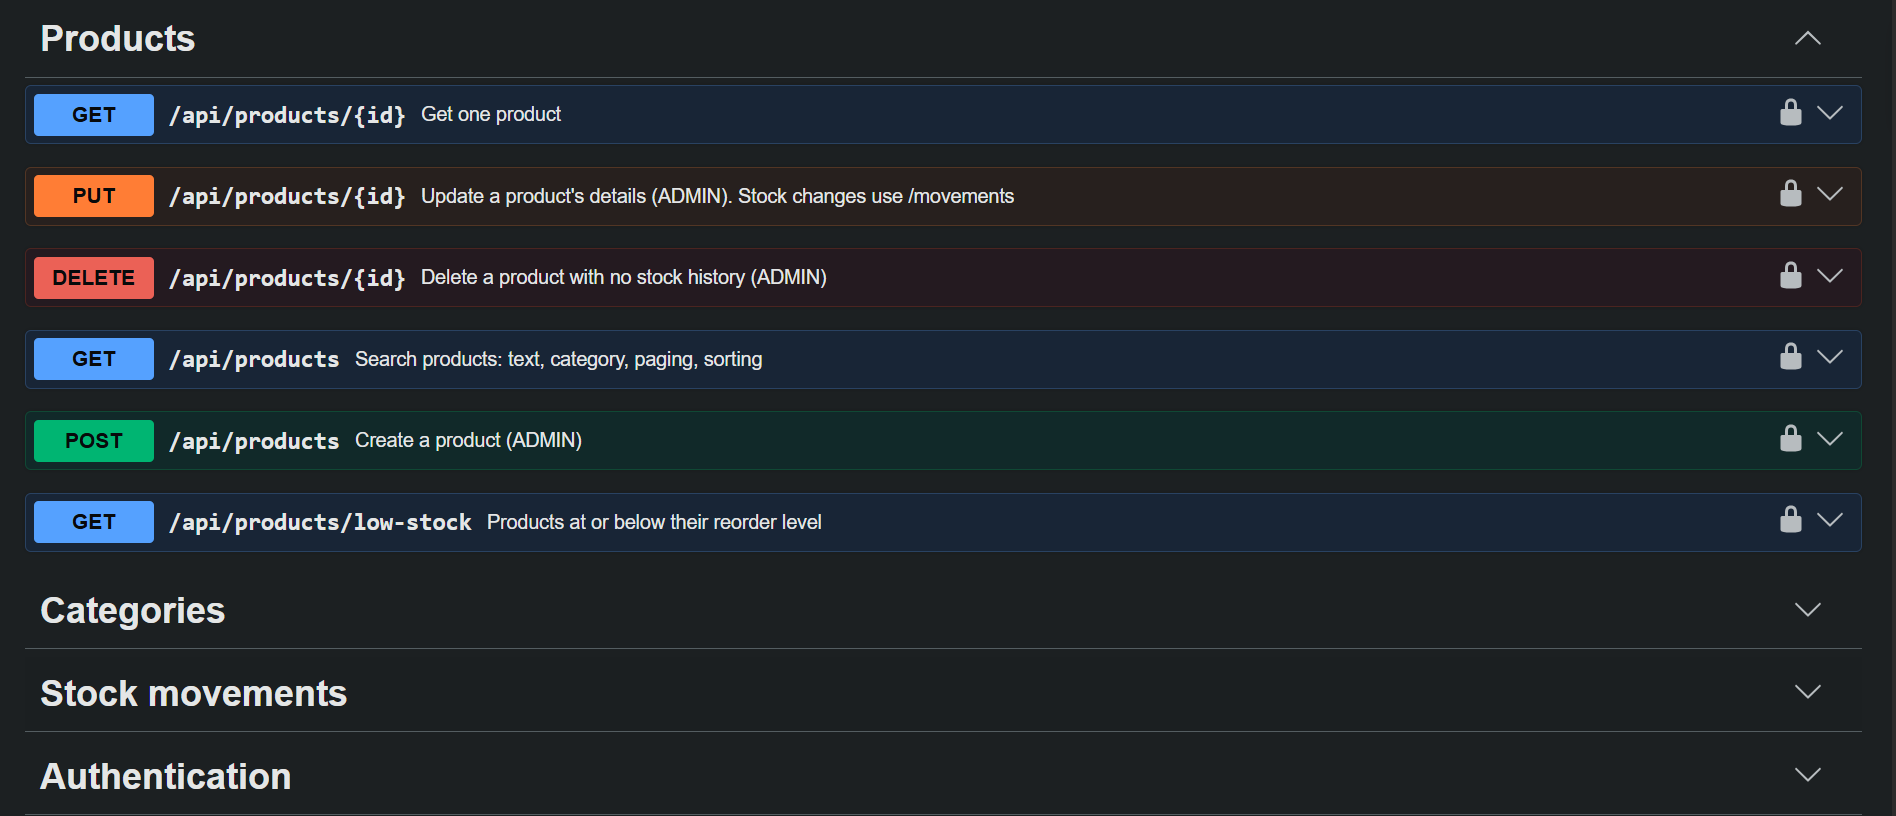 Products
GET /api/products/{id} Get one product
PUT /api/products/{id} Update a product's details (ADMIN). Stock changes use /movements
DELETE /api/products/{id} Delete a product with no stock history (ADMIN)
GET /api/products Search products: text, category, paging, sorting
POST /api/products Create a product (ADMIN)
GET /api/products/low-stock Products at or below their reorder level
Categories
Stock movements
Authentication